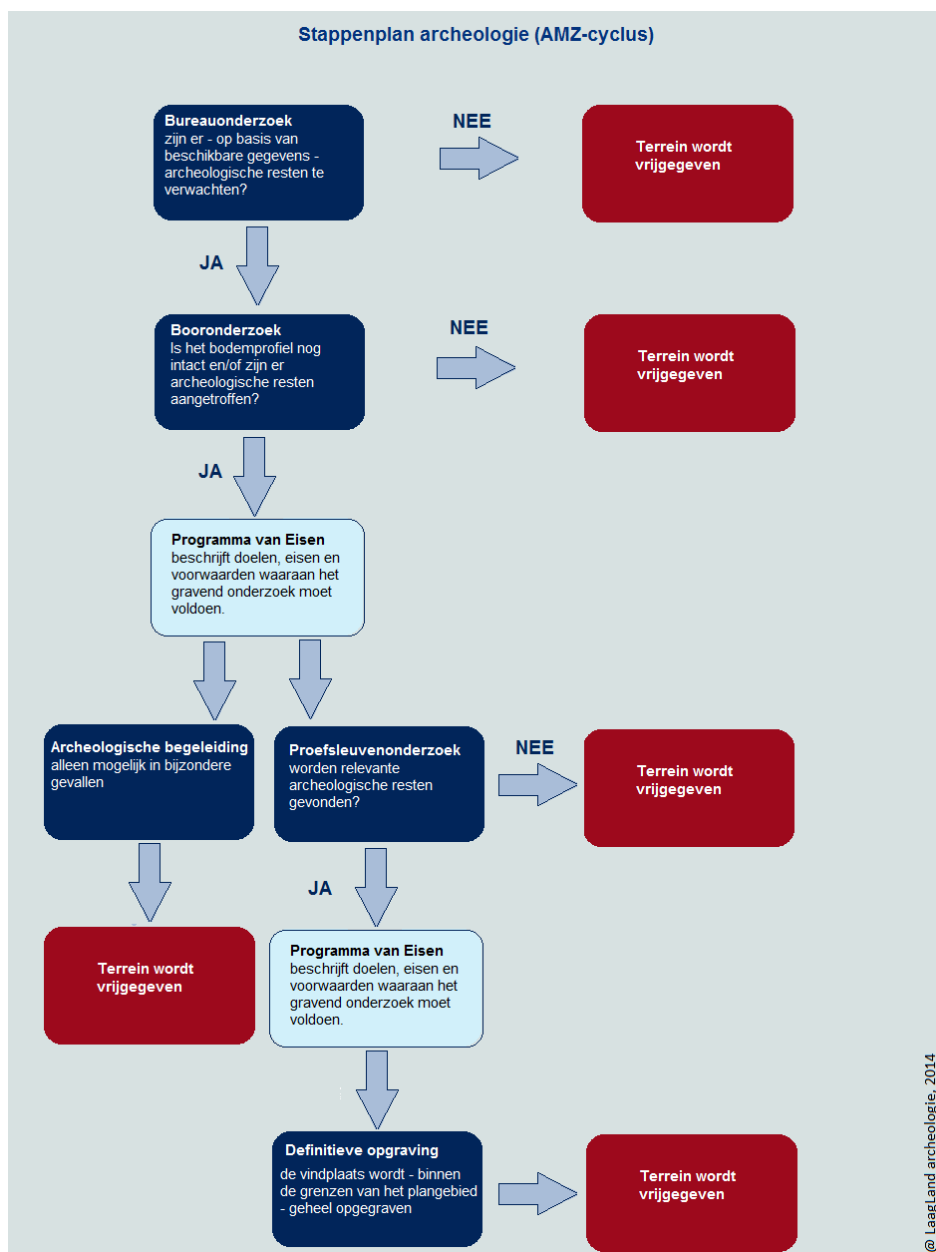 Stappenplan archeologie (AMZ-cyclus)
Bureauonderzoek
zijn er - op basis van
beschikbare gegevens -
archeologische resten te
verwachten?
NEE
Terrein wordt
vrijgegeven
JA
Booronderzoek
Is het bodemprofiel nog
intact en/of zijn er
archeologische resten
aangetroffen?
NEE
Terrein wordt
vrijgegeven
JA
Programma van Eisen
beschrijft doelen, eisen en
voorwaarden waaraan het
gravend onderzoek moet
voldoen.
Archeologische begeleiding
alleen mogelijk in bijzondere
gevallen
Proefsleuvenonderzoek
worden relevante
archeologische resten
gevonden?
NEE
Terrein wordt
vrijgegeven
JA
Terrein wordt
vrijgegeven
Programma van Eisen
beschrijft doelen, eisen en
voorwaarden waaraan het
gravend onderzoek moet
voldoen.
Definitieve opgraving
de vindplaats wordt - binnen
de grenzen van het plangebied
- geheel opgegraven
Terrein wordt
vrijgegeven
@ LaagLand archeologie, 2014